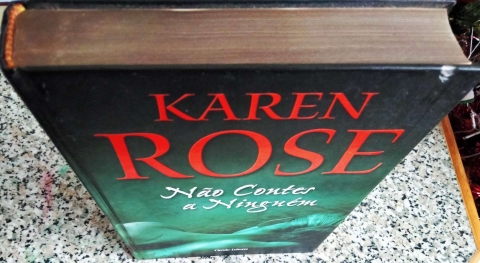 KAREN
ROSE
Não Contes
a Ninguém